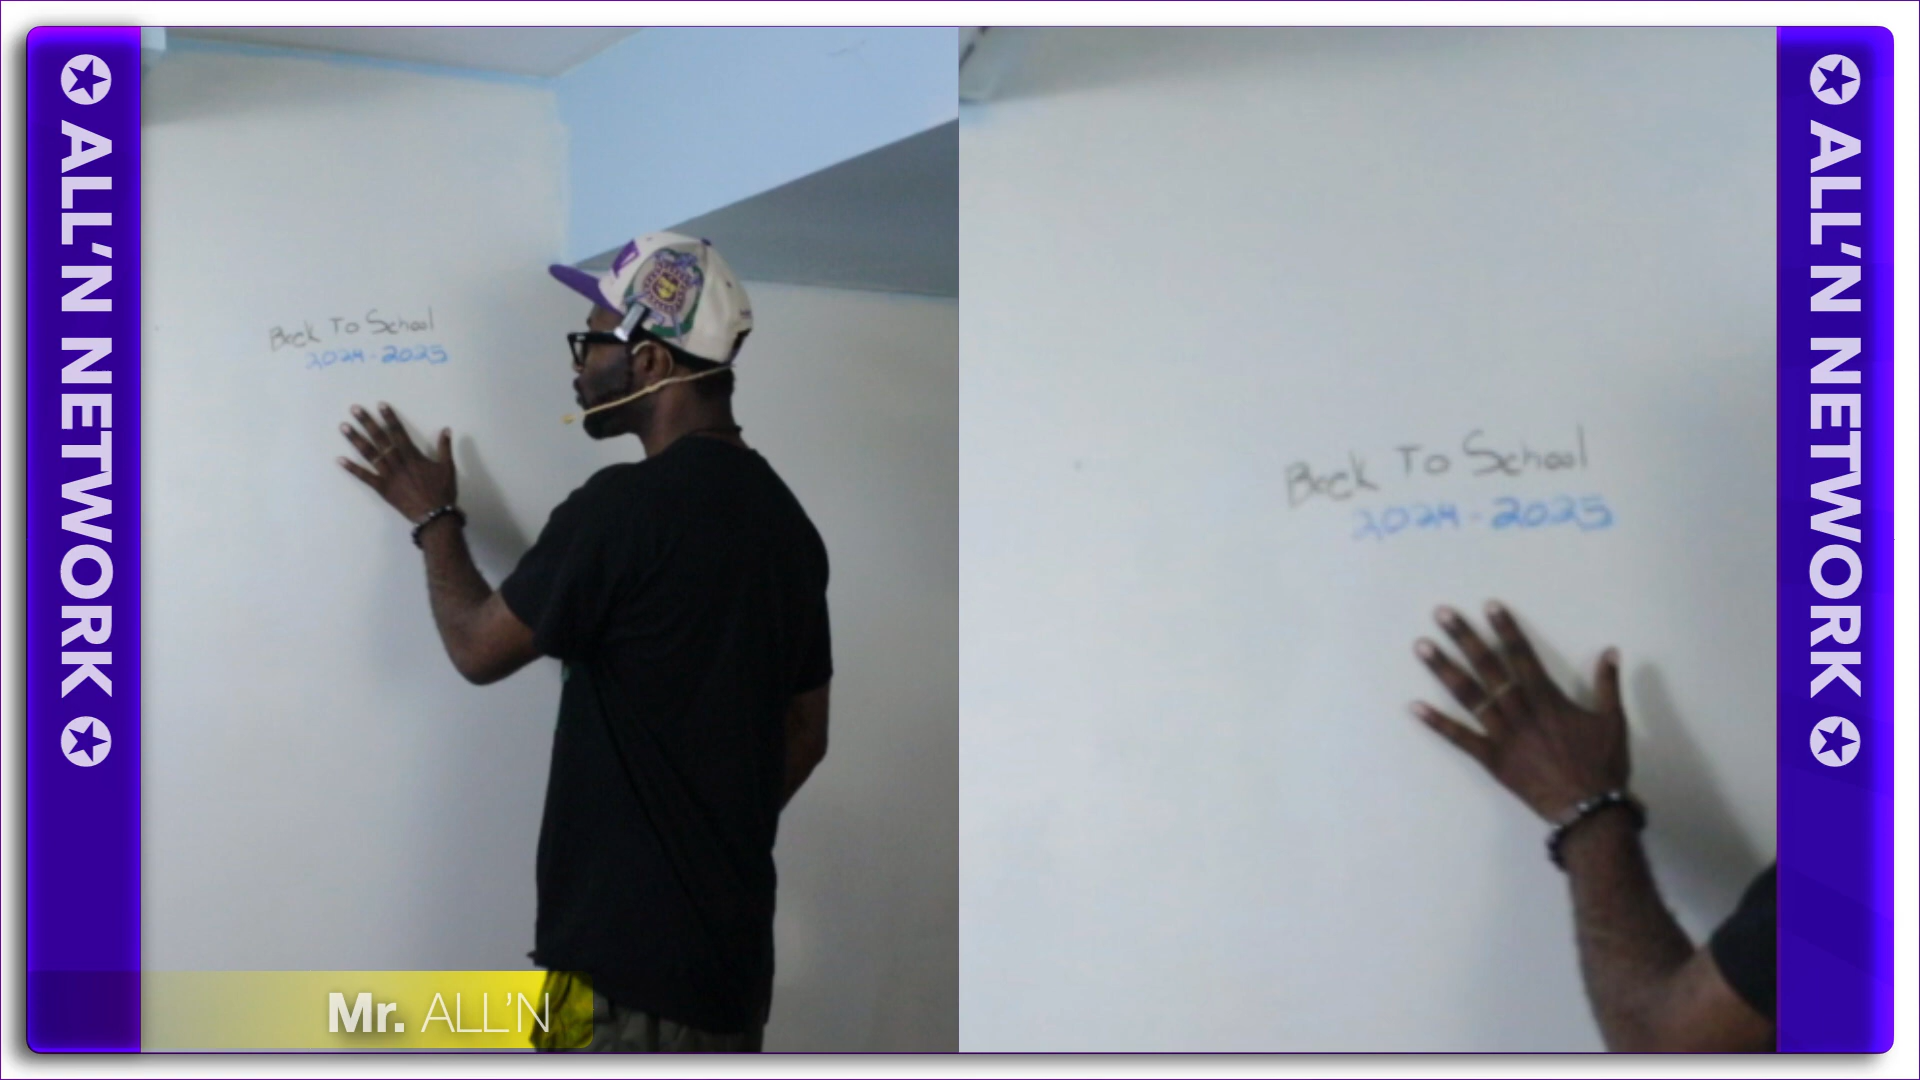 ✪ ALL'N NETWORK ✪
Back To School
2024-2025
Mr. ALL'N
Back To School
2024-2025
✪ ALL'N NETWORK ✪